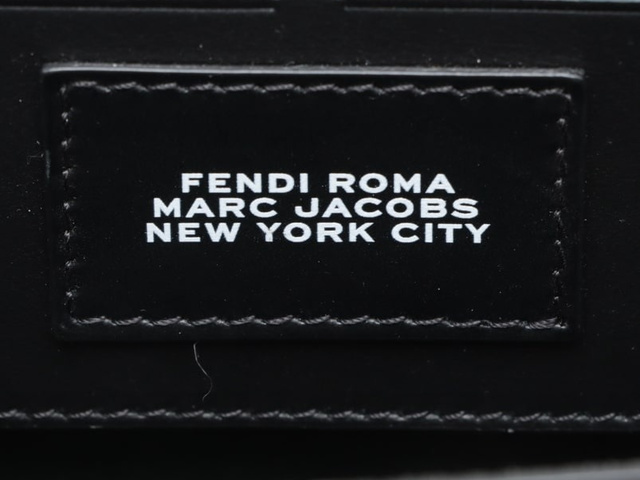 FENDI ROMA
MARC JACOBS
NEW YORK CITY